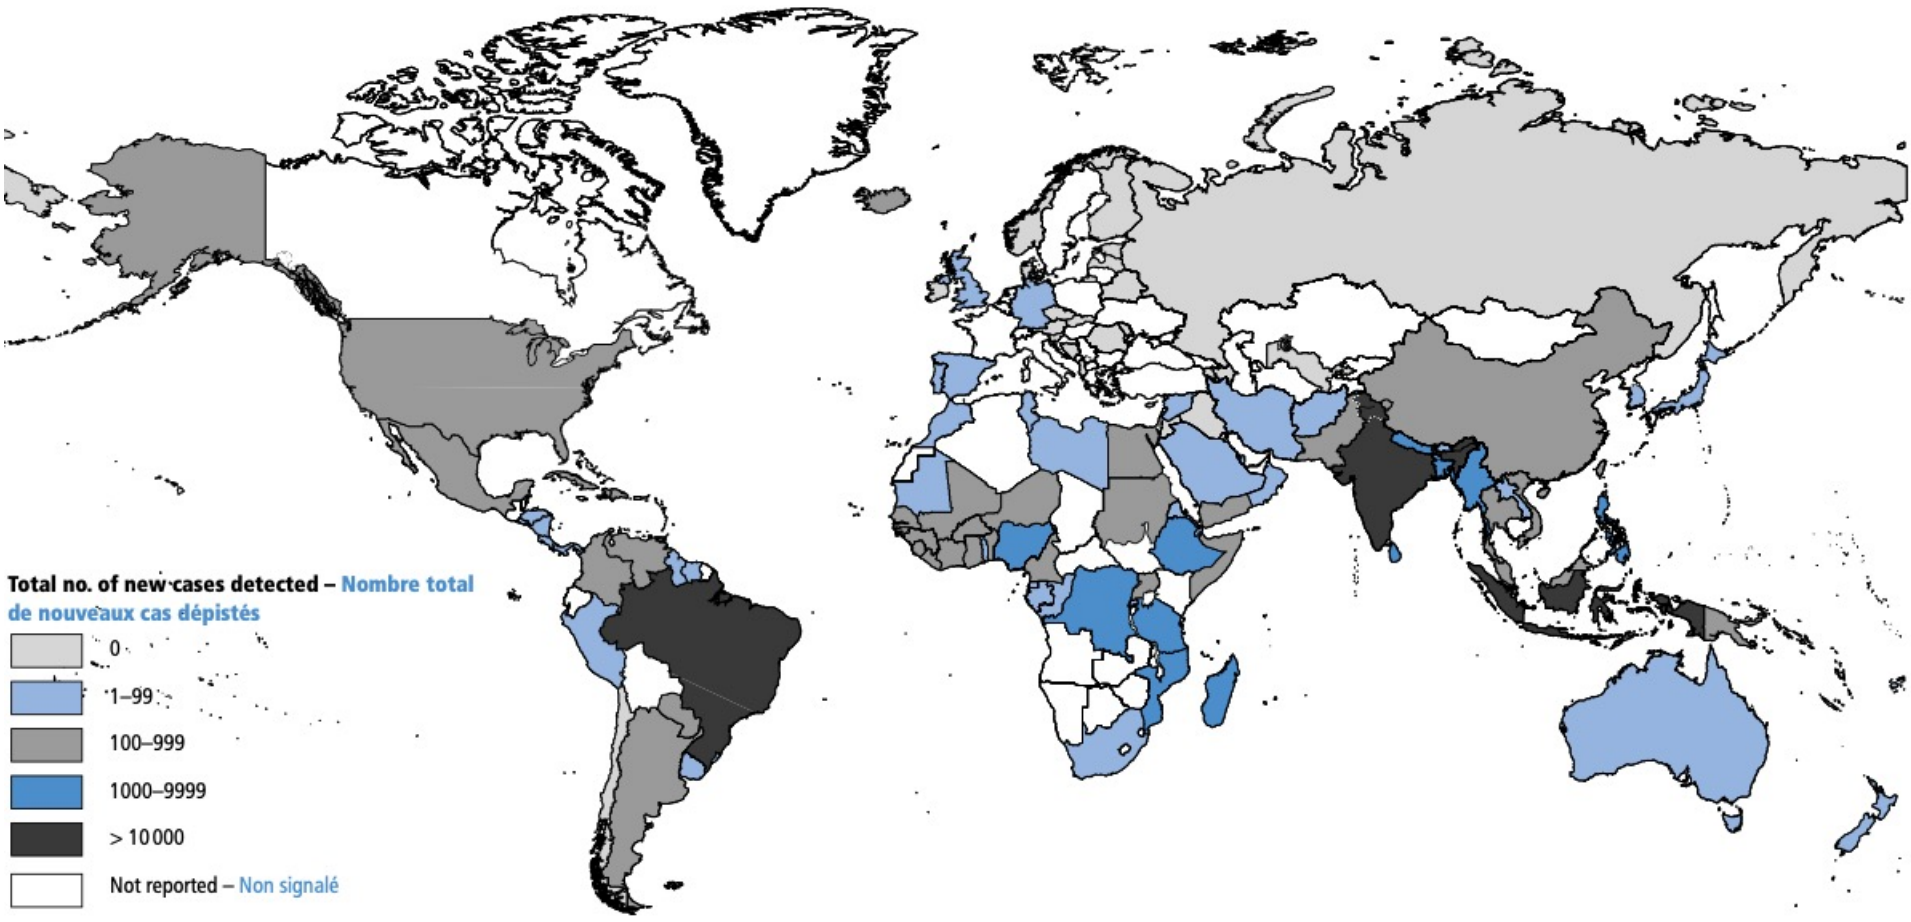 Total no. of new cases detected – Nombre total
de nouveaux cas dépistés
0
1–99
100–999
1000–9999
> 10 000
Not reported – Non signalé